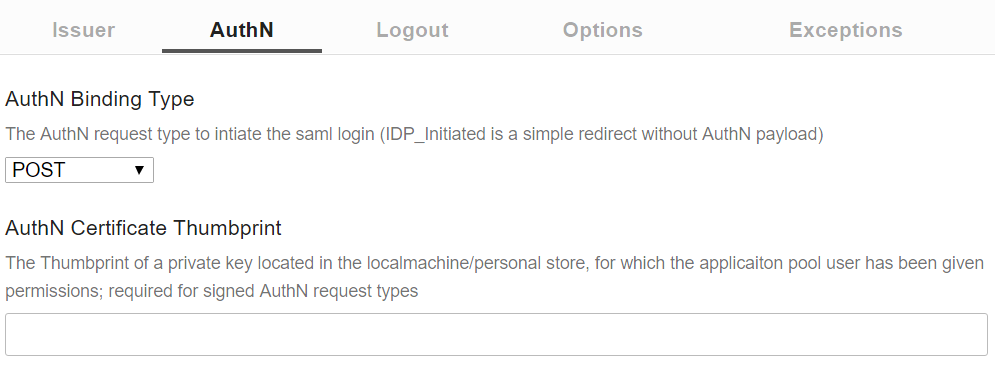 Issuer AuthN Logout Options Exceptions
AuthN Binding Type
The AuthN request type to intiate the saml login (IDP_Initiated is a simple redirect without AuthN payload)
POST
AuthN Certificate Thumbprint
The Thumbprint of a private key located in the localmachine/personal store, for which the applicaiton pool user has been given
permissions; required for signed AuthN request types